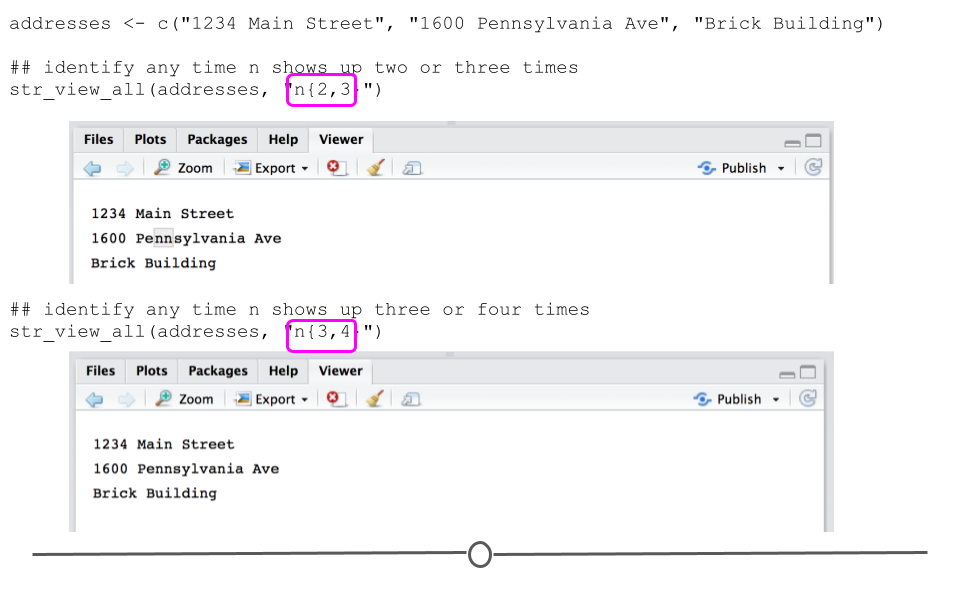 addresses <- c("1234 Main Street", "1600 Pennsylvania Ave", "Brick Building")
## identify any time n shows up two or three times
str_view_all(addresses, "n{2,3}")
Files Plots Packages Help Viewer
Zoom Export Publish
1234 Main Street
1600 Pennsylvania Ave
Brick Building
## identify any time n shows up three or four times
str_view_all(addresses, "n{3,4}")
Files Plots Packages Help Viewer
Zoom Export Publish
1234 Main Street
1600 Pennsylvania Ave
Brick Building